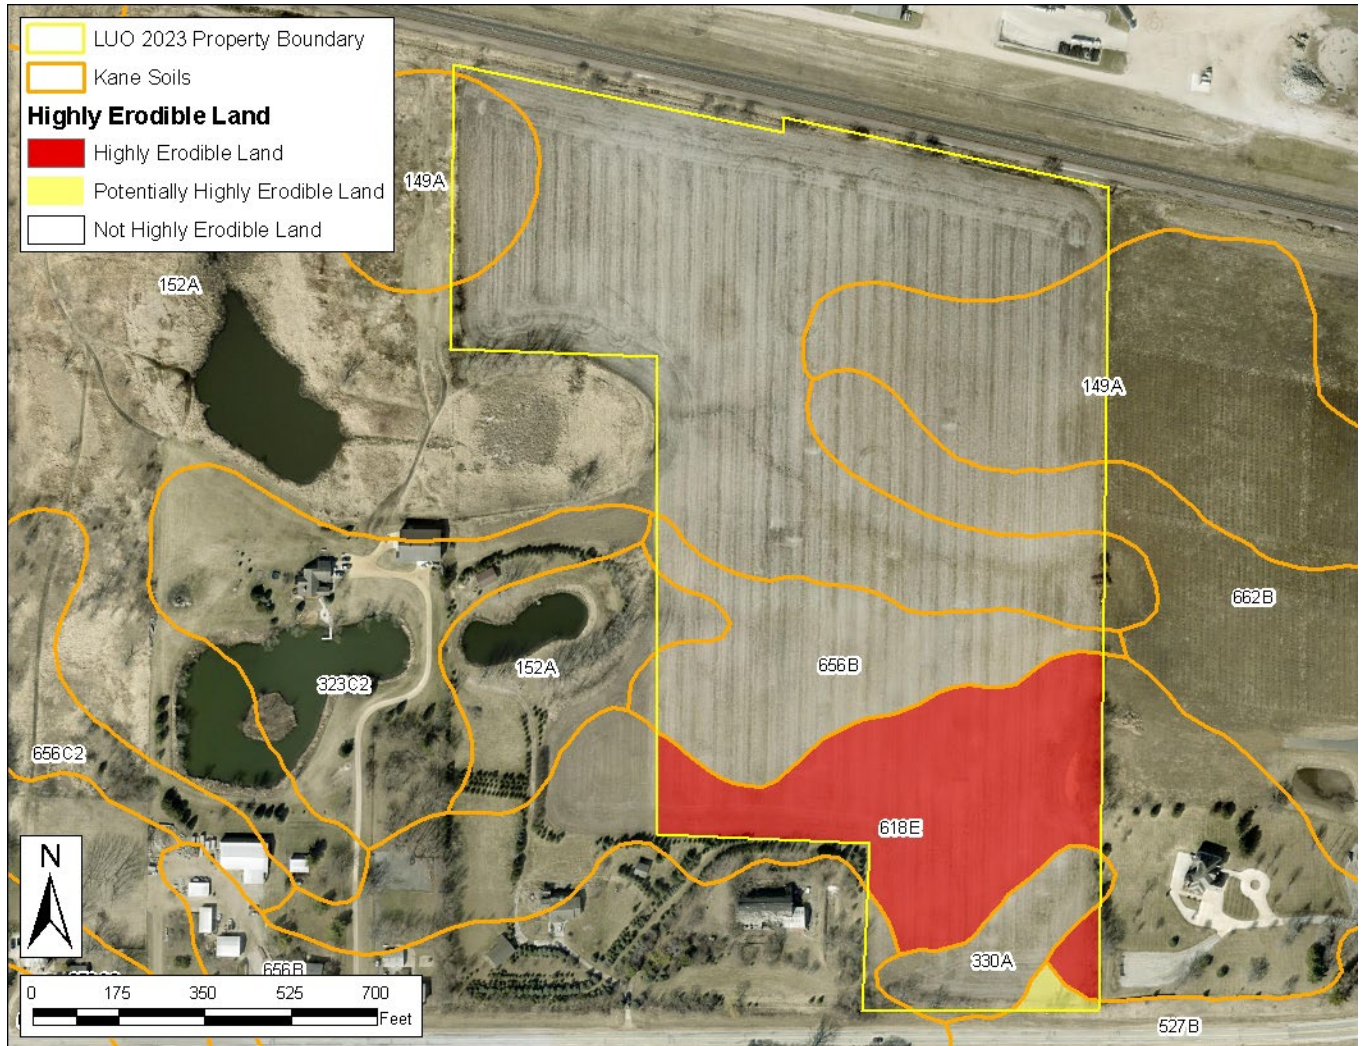 LUO 2023 Property Boundary
Kane Soils
Highly Erodible Land
Highly Erodible Land
Potentially Highly Erodible Land
Not Highly Erodible Land
149A
152A
149A
662B
656B
152A
323C2
656C2
618E
330A
656B
527B
N
0 175 350 525 700
Feet